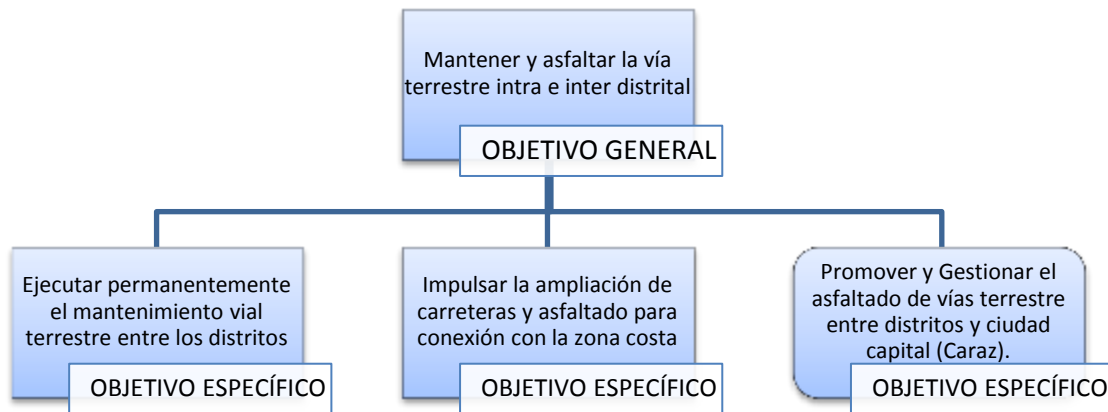 Mantener y asfaltar la vía
terrestre intra e inter distrital
OBJETIVO GENERAL
Ejecutar permanentemente
el mantenimiento vial
terrestre entre los distritos
OBJETIVO ESPECÍFICO
Impulsar la ampliación de
carreteras y asfaltado para
conexión con la zona costa
OBJETIVO ESPECÍFICO
Promover y Gestionar el
asfaltado de vías terrestre
entre distritos y ciudad
capital (Caraz).
OBJETIVO ESPECÍFICO